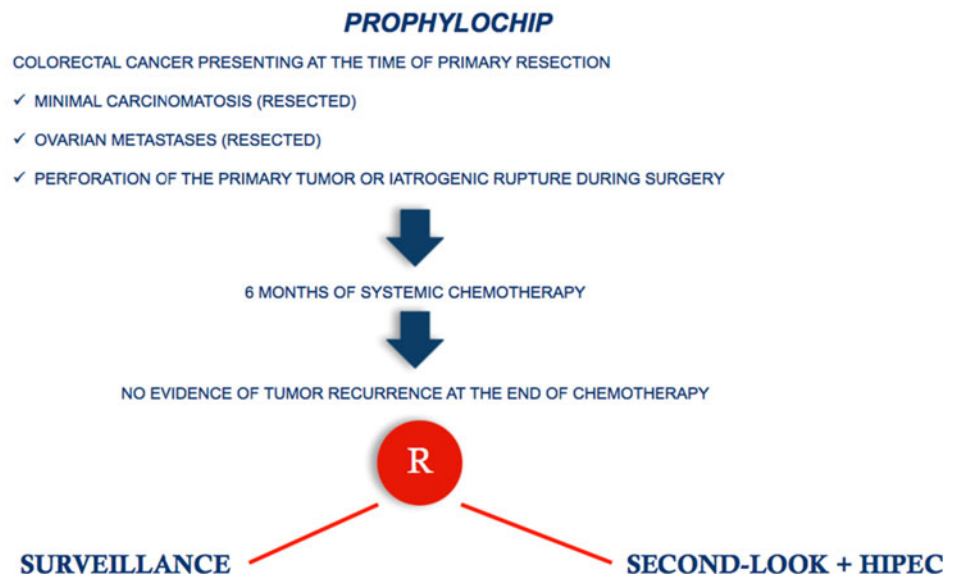 PROPHYLOCHIP
COLORECTAL CANCER PRESENTING AT THE TIME OF PRIMARY RESECTION
✓ MINIMAL CARCINOMATOSIS (RESECTED)
✓ OVARIAN METASTASES (RESECTED)
✓ PERFORATION OF THE PRIMARY TUMOR OR IATROGENIC RUPTURE DURING SURGERY
6 MONTHS OF SYSTEMIC CHEMOTHERAPY
NO EVIDENCE OF TUMOR RECURRENCE AT THE END OF CHEMOTHERAPY
R
SURVEILLANCE
SECOND-LOOK + HIPEC